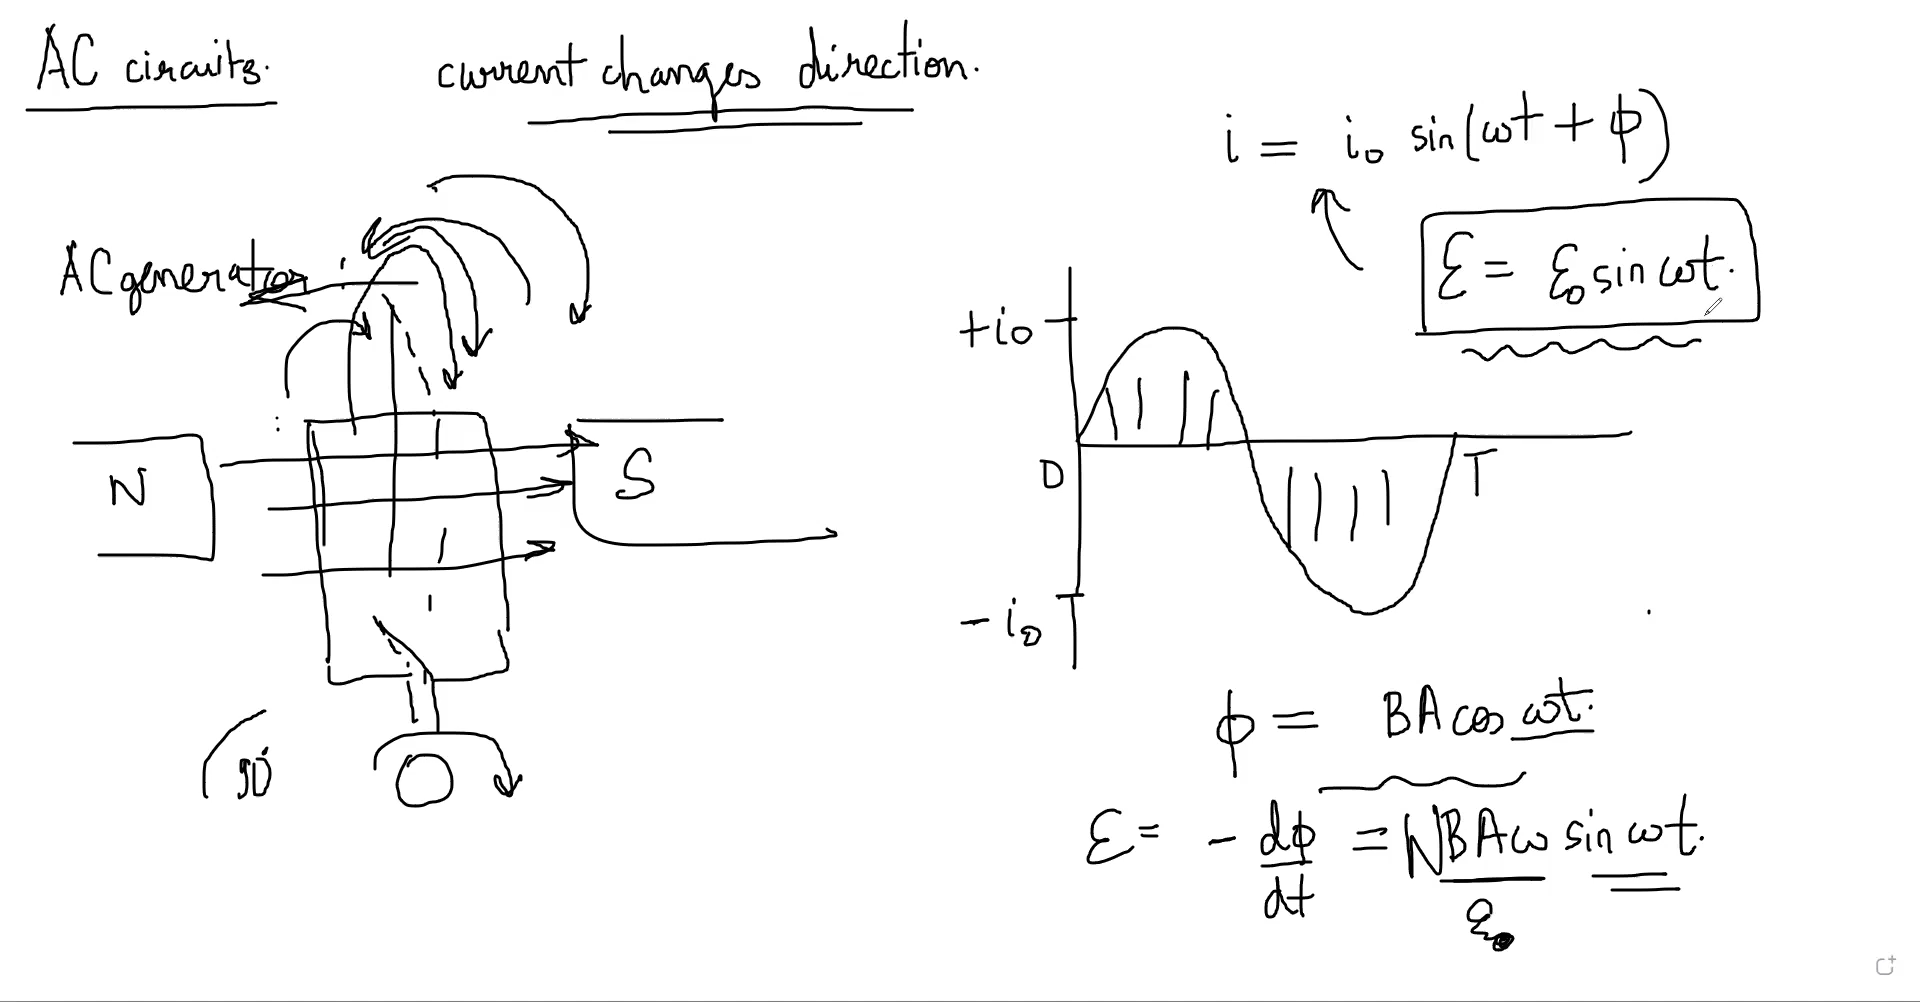 AC circuits.
current changes direction.
i = i₀ sin(ωt + φ)
AC generator
i
ε = ε₀ sin ωt.
+i₀
N
S
0
T
-i₀
φ = BA cos ωt.
90°
ε = - dφ/dt = NBAω sin ωt.
ε₀